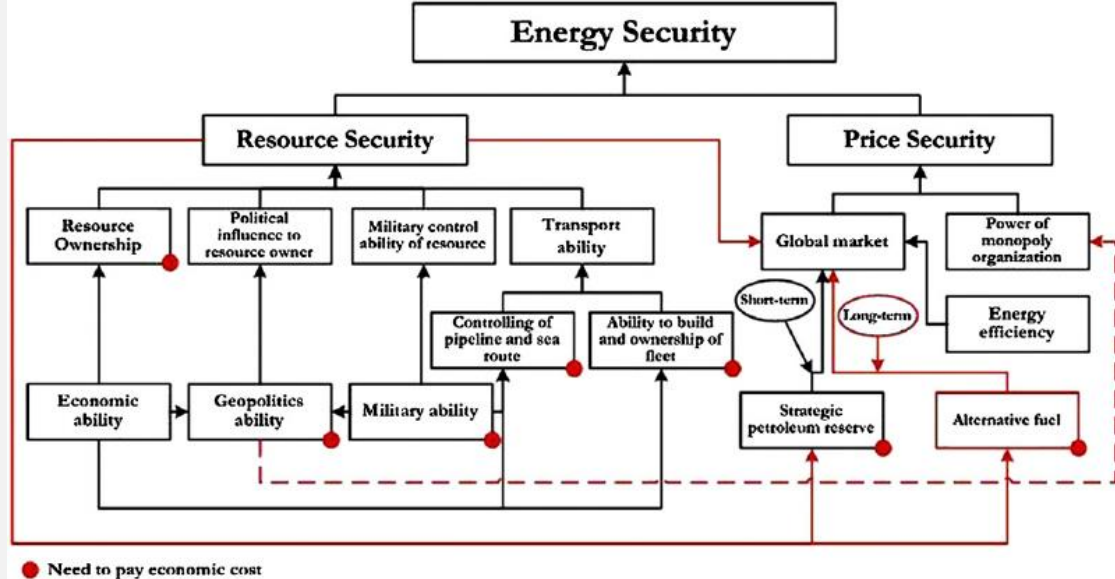 Energy Security
Resource Security
Price Security
Resource
Ownership
Political
influence to
resource owner
Military control
ability of resource
Transport
ability
Global market
Power of
monopoly
organization
Short-term
Long-term
Energy
efficiency
Controlling of
pipeline and sea
route
Ability to build
and ownership of
fleet
Economic
ability
Geopolitics
ability
Military ability
Strategic
petroleum reserve
Alternative fuel
Need to pay economic cost